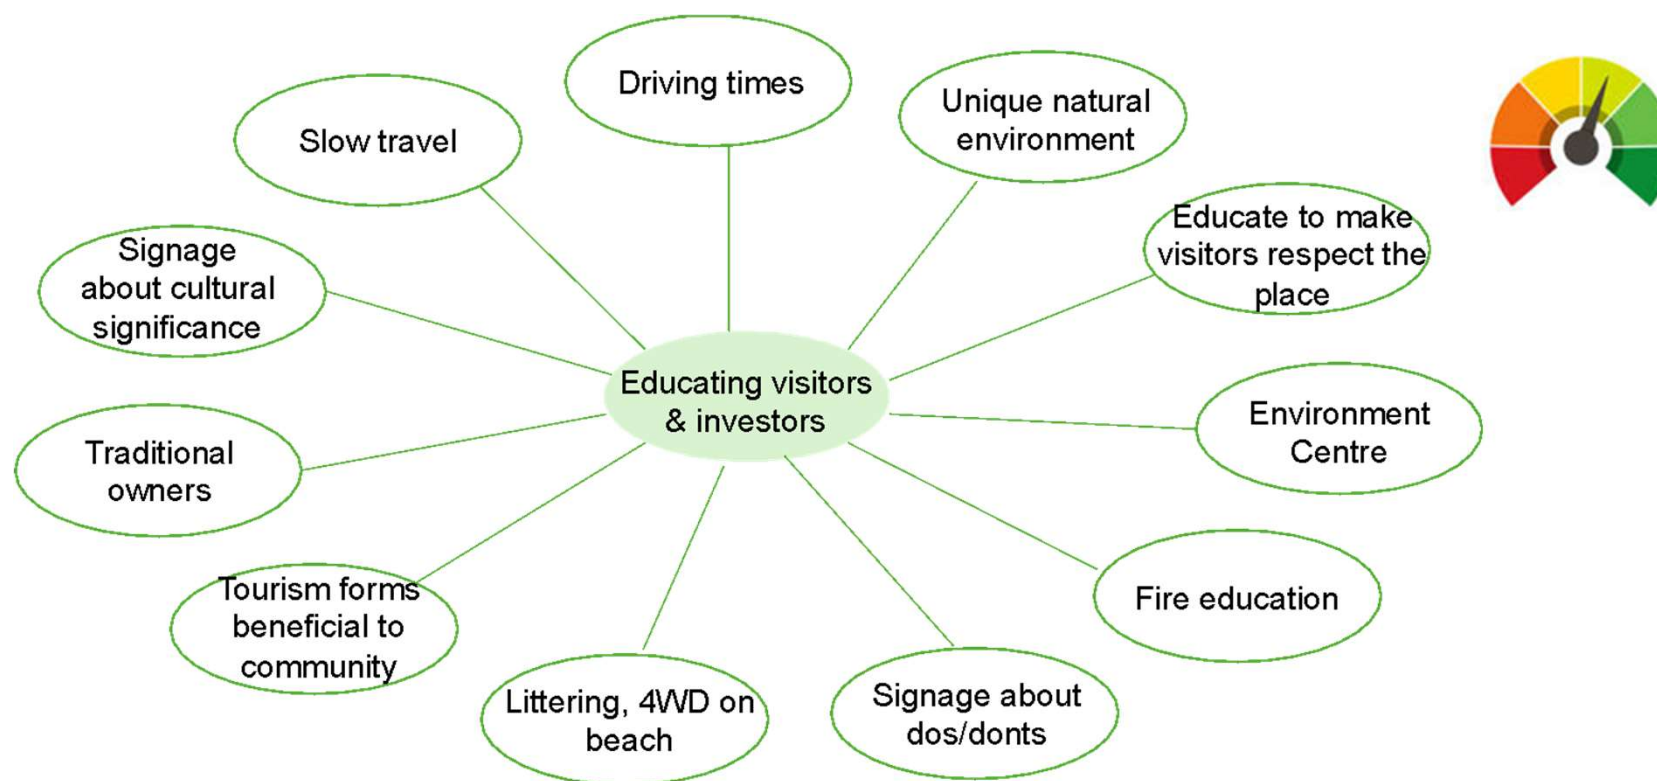 Driving times
Unique natural
environment
Slow travel
Educate to make
visitors respect the
place
Signage
about cultural
significance
Educating visitors
& investors
Environment
Centre
Traditional
owners
Fire education
Tourism forms
beneficial to
community
Littering, 4WD on
beach
Signage about
dos/donts